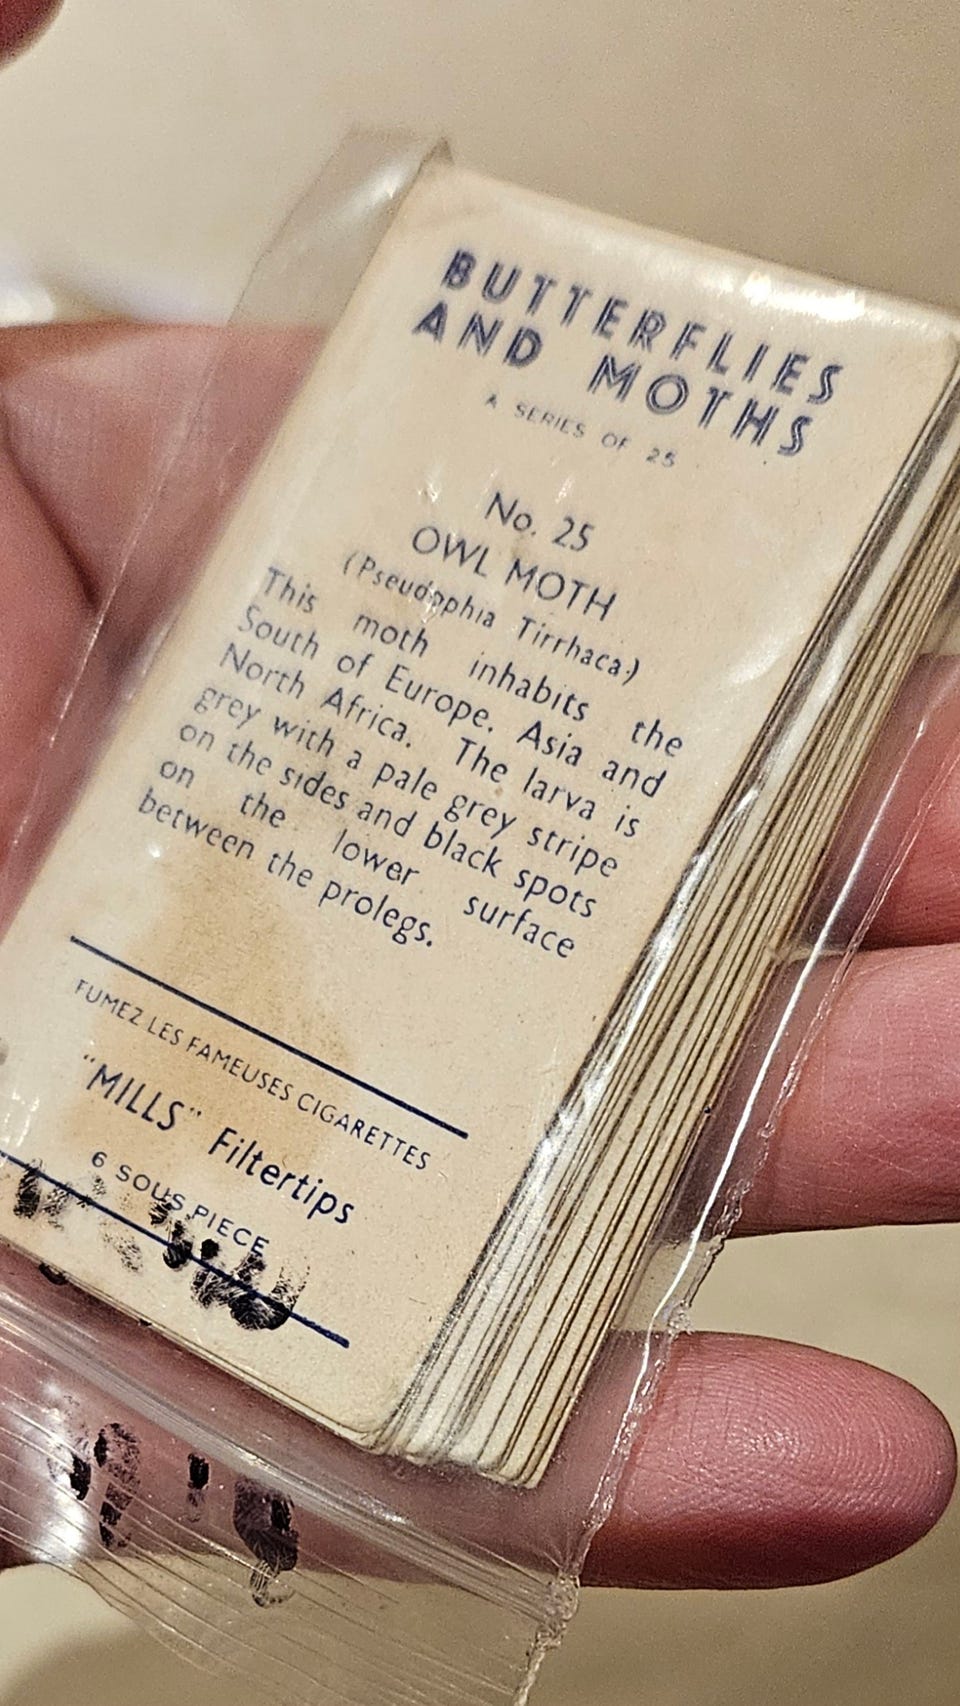 BUTTERFLIES
AND MOTHS
A SERIES OF 25
No. 25
OWL MOTH
(Pseudophia Tirrhaca.)
This moth inhabits the
South of Europe. Asia and
North Africa. The larva is
grey with a pale grey stripe
on the sides and black spots
on the lower surface
between the prolegs.
FUMEZ LES FAMEUSES CIGARETTES
"MILLS" Filtertips
6 SOUS PIECE